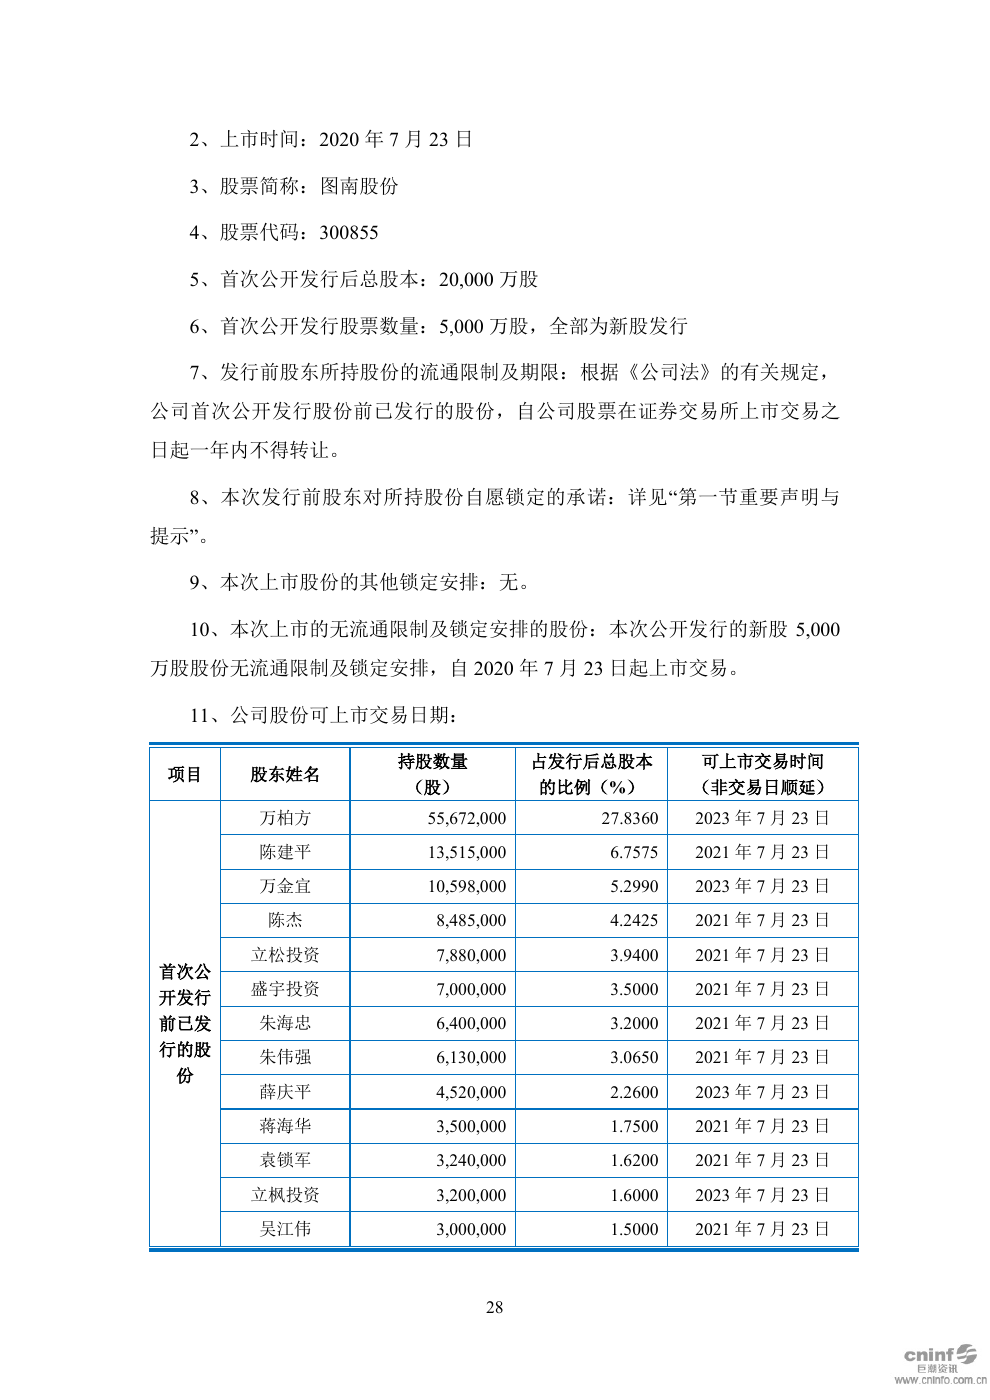 2、上市时间：2020 年 7 月 23 日
3、股票简称：图南股份
4、股票代码：300855
5、首次公开发行后总股本：20,000 万股
6、首次公开发行股票数量：5,000 万股，全部为新股发行
7、发行前股东所持股份的流通限制及期限：根据《公司法》的有关规定，
公司首次公开发行股份前已发行的股份，自公司股票在证券交易所上市交易之
日起一年内不得转让。
8、本次发行前股东对所持股份自愿锁定的承诺：详见“第一节重要声明与
提示”。
9、本次上市股份的其他锁定安排：无。
10、本次上市的无流通限制及锁定安排的股份：本次公开发行的新股 5,000
万股股份无流通限制及锁定安排，自 2020 年 7 月 23 日起上市交易。
11、公司股份可上市交易日期：
项目 股东姓名 持股数量（股） 占发行后总股本的比例（%） 可上市交易时间（非交易日顺延）
首次公开发行前已发行的股份
万柏方 55,672,000 27.8360 2023 年 7 月 23 日
陈建平 13,515,000 6.7575 2021 年 7 月 23 日
万金宜 10,598,000 5.2990 2023 年 7 月 23 日
陈杰 8,485,000 4.2425 2021 年 7 月 23 日
立松投资 7,880,000 3.9400 2021 年 7 月 23 日
盛宇投资 7,000,000 3.5000 2021 年 7 月 23 日
朱海忠 6,400,000 3.2000 2021 年 7 月 23 日
朱伟强 6,130,000 3.0650 2021 年 7 月 23 日
薛庆平 4,520,000 2.2600 2023 年 7 月 23 日
蒋海华 3,500,000 1.7500 2021 年 7 月 23 日
袁锁军 3,240,000 1.6200 2021 年 7 月 23 日
立枫投资 3,200,000 1.6000 2023 年 7 月 23 日
吴江伟 3,000,000 1.5000 2021 年 7 月 23 日
28
cninf
巨潮资讯
www.cninfo.com.cn